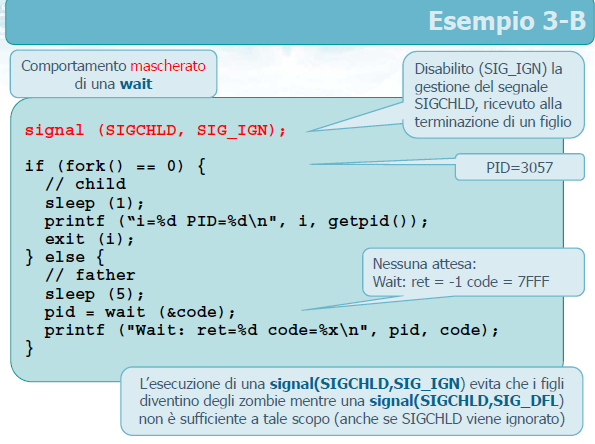 Esempio 3-B
Comportamento mascherato
di una wait
Disabilito (SIG_IGN) la
gestione del segnale
SIGCHLD, ricevuto alla
terminazione di un figlio
signal (SIGCHLD, SIG_IGN);
if (fork() == 0) {
PID=3057
// child
sleep (1);
printf (“i=%d PID=%d\n", i, getpid());
exit (i);
} else {
// father
sleep (5);
pid = wait (&code);
printf ("Wait: ret=%d code=%x\n", pid, code);
}
Nessuna attesa:
Wait: ret = -1 code = 7FFF
L'esecuzione di una signal(SIGCHLD,SIG_IGN) evita che i figli
diventino degli zombie mentre una signal(SIGCHLD,SIG_DFL)
non è sufficiente a tale scopo (anche se SIGCHLD viene ignorato)